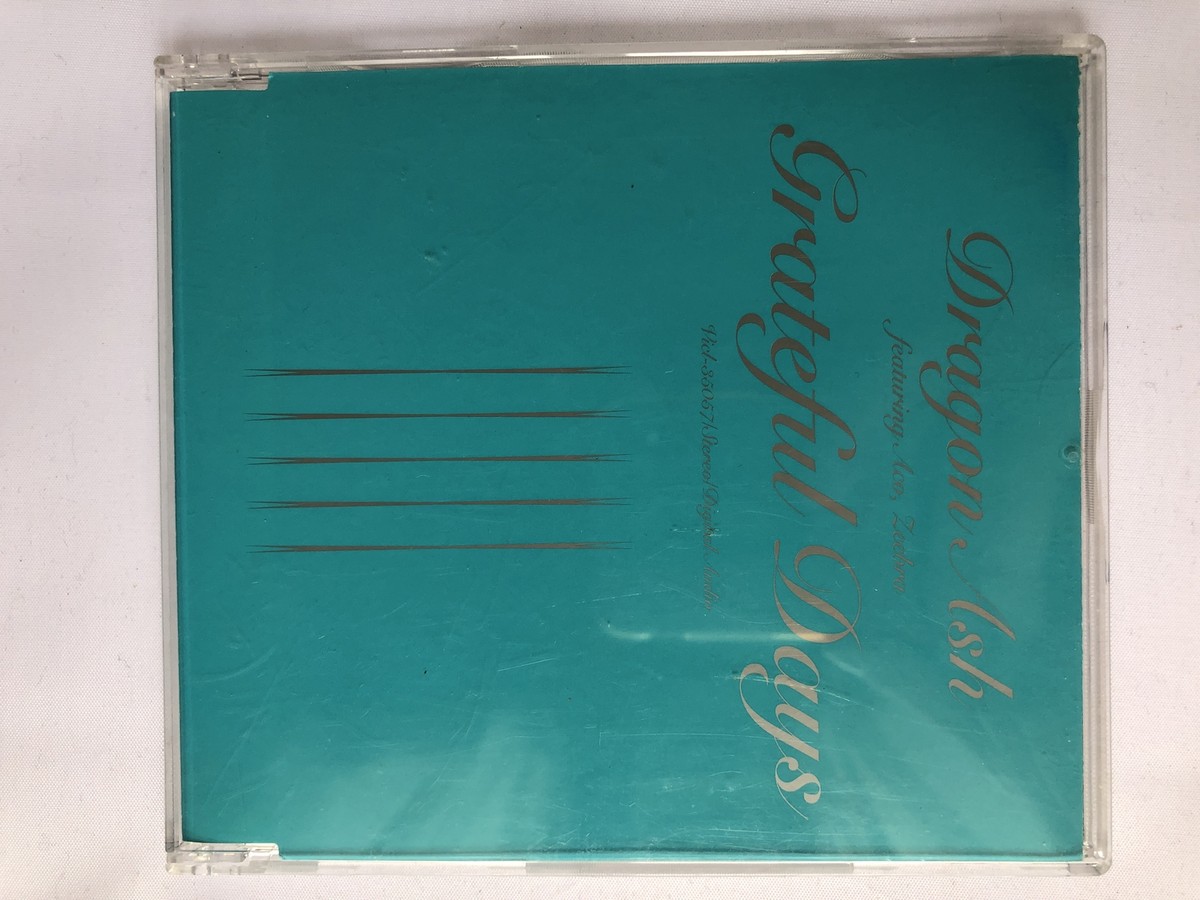 Dragon Ash
featuring Aco, Zeebra
Grateful Days
Vicl-35057/Stereo/Digital Audio